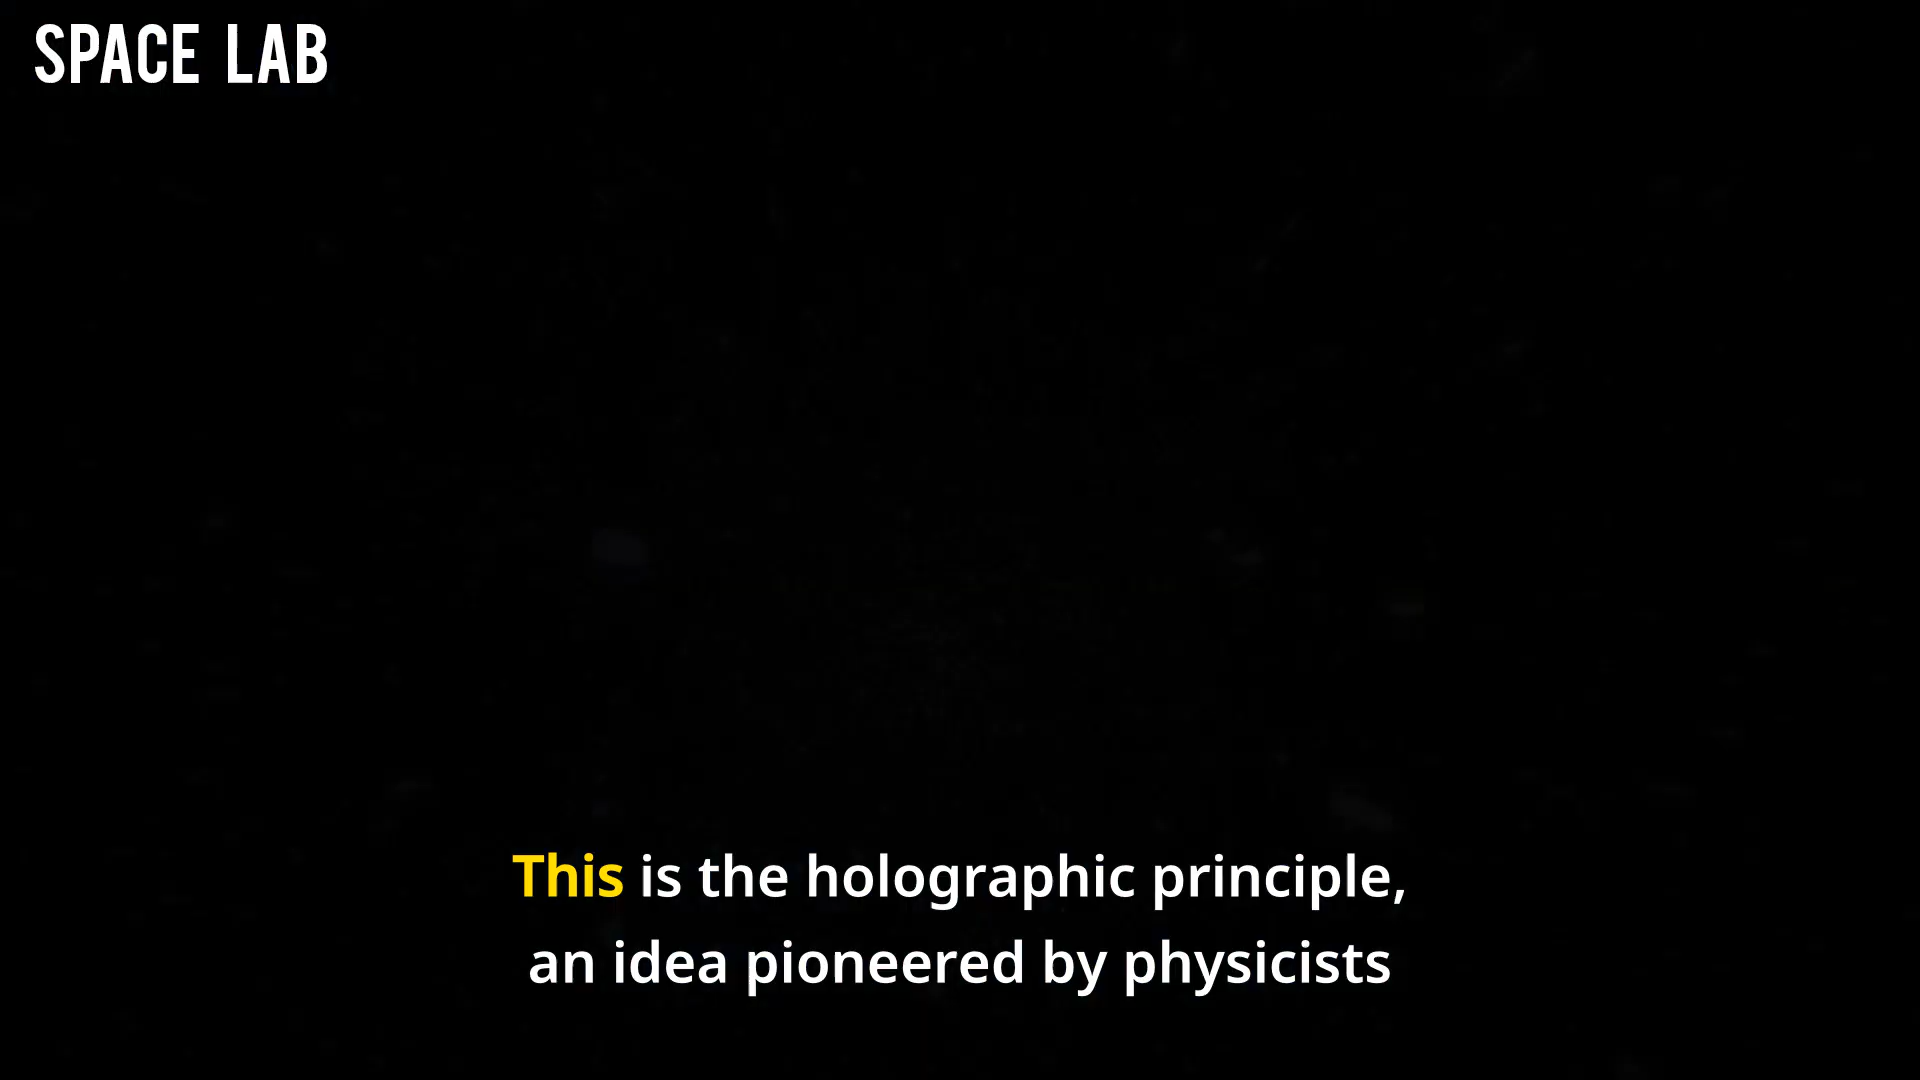 SPACE LAB
This is the holographic principle,
an idea pioneered by physicists